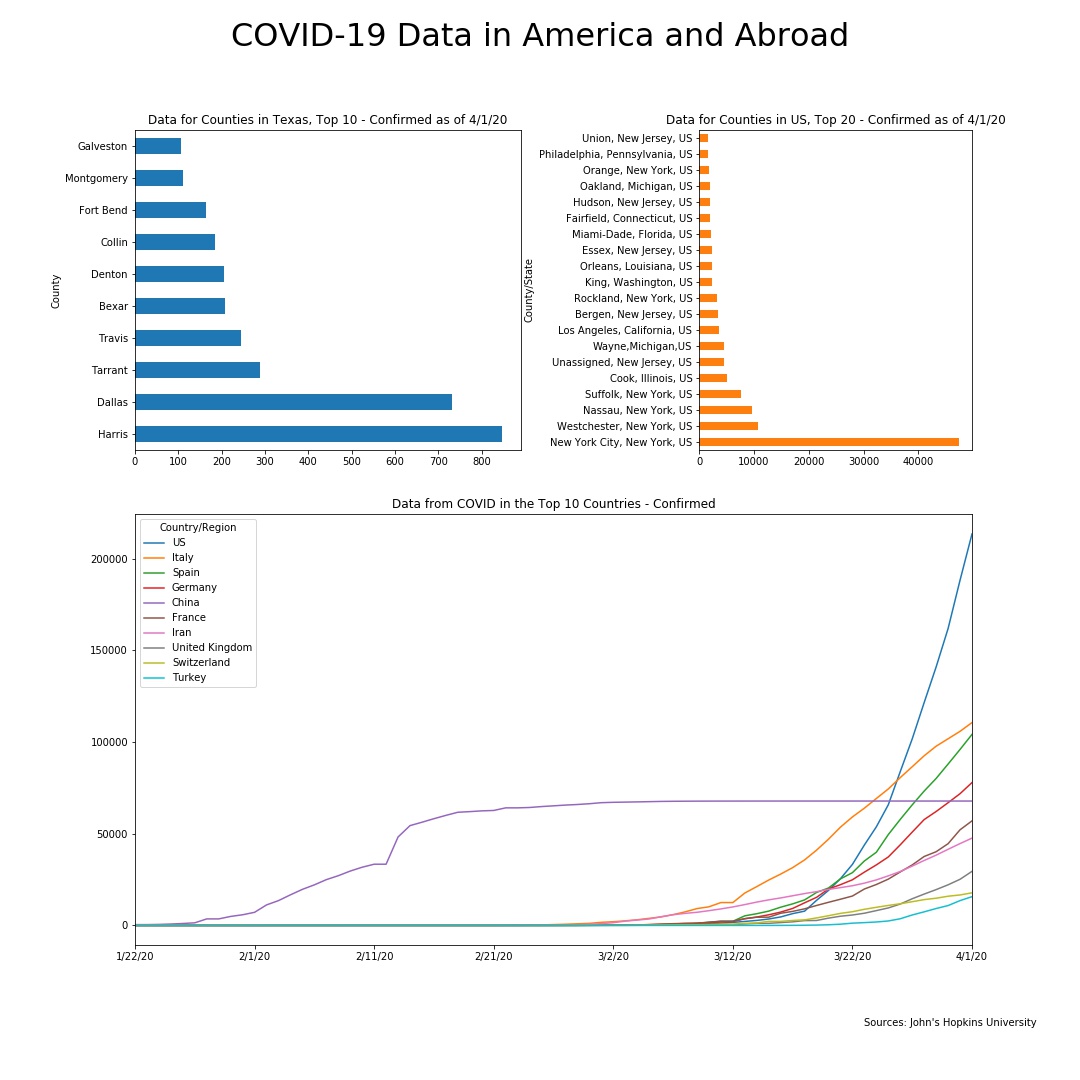 COVID-19 Data in America and Abroad
Data for Counties in Texas, Top 10 - Confirmed as of 4/1/20
County
Galveston
Montgomery
Fort Bend
Collin
Denton
Bexar
Travis
Tarrant
Dallas
Harris
0 100 200 300 400 500 600 700 800
Data for Counties in US, Top 20 - Confirmed as of 4/1/20
County/State
Union, New Jersey, US
Philadelphia, Pennsylvania, US
Orange, New York, US
Oakland, Michigan, US
Hudson, New Jersey, US
Fairfield, Connecticut, US
Miami-Dade, Florida, US
Essex, New Jersey, US
Orleans, Louisiana, US
King, Washington, US
Rockland, New York, US
Bergen, New Jersey, US
Los Angeles, California, US
Wayne,Michigan,US
Unassigned, New Jersey, US
Cook, Illinois, US
Suffolk, New York, US
Nassau, New York, US
Westchester, New York, US
New York City, New York, US
0 10000 20000 30000 40000
Data from COVID in the Top 10 Countries - Confirmed
Country/Region
US
Italy
Spain
Germany
China
France
Iran
United Kingdom
Switzerland
Turkey
200000
150000
100000
50000
0
1/22/20 2/1/20 2/11/20 2/21/20 3/2/20 3/12/20 3/22/20 4/1/20
Sources: John's Hopkins University